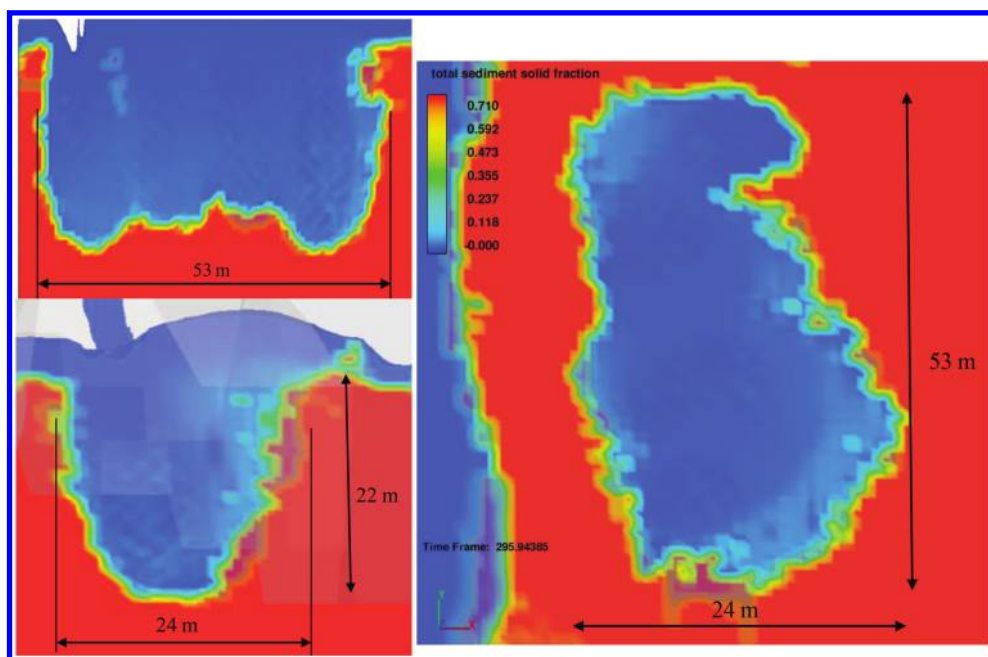 53 m
22 m
24 m
total sediment solid fraction
0.710
0.592
0.473
0.355
0.237
0.118
-0.000
53 m
Time Frame: 295.94385
Y
X
24 m